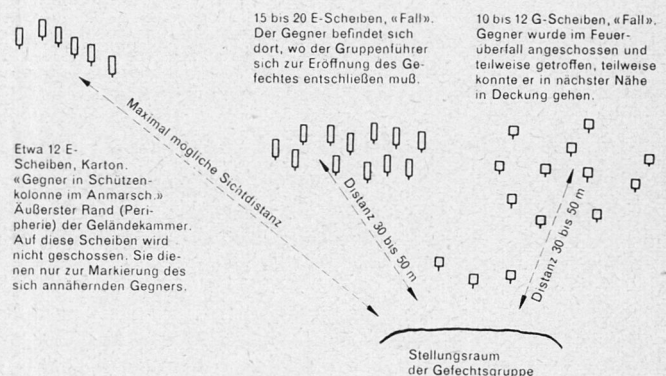 15 bis 20 E-Scheiben, «Fall».
Der Gegner befindet sich
dort, wo der Gruppenführer
sich zur Eröffnung des Ge-
fechtes entschließen muß.
10 bis 12 G-Scheiben, «Fall».
Gegner wurde im Feuer-
überfall angeschossen und
teilweise getroffen, teilweise
konnte er in nächster Nähe
in Deckung gehen.
Maximal mögliche Sichtdistanz
Etwa 12 E-
Scheiben, Karton.
«Gegner in Schützen-
kolonne im Anmarsch.»
Äußerster Rand (Peri-
pherie) der Geländekammer.
Auf diese Scheiben wird
nicht geschossen. Sie die-
nen nur zur Markierung des
sich annähernden Gegners.
Distanz 30 bis 50 m
Distanz 30 bis 50 m
Stellungsraum
der Gefechtsgruppe